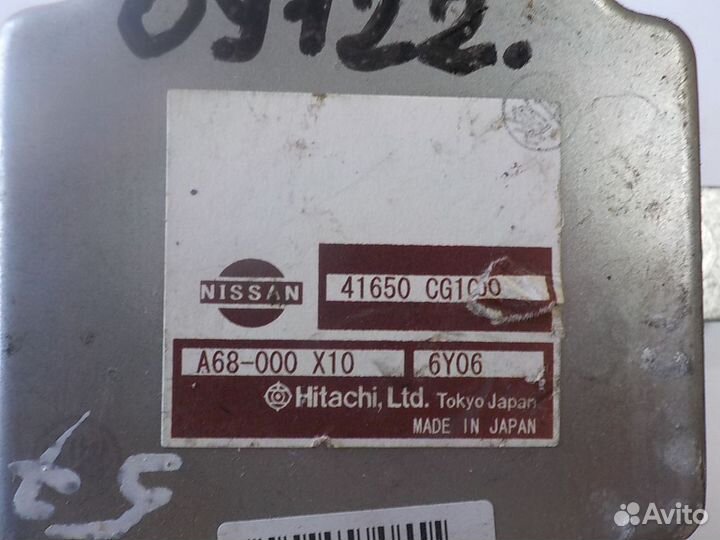 09122.
NISSAN
41650 CG100
A68-000 X10
6Y06
Hitachi, Ltd. Tokyo Japan
MADE IN JAPAN
Avito